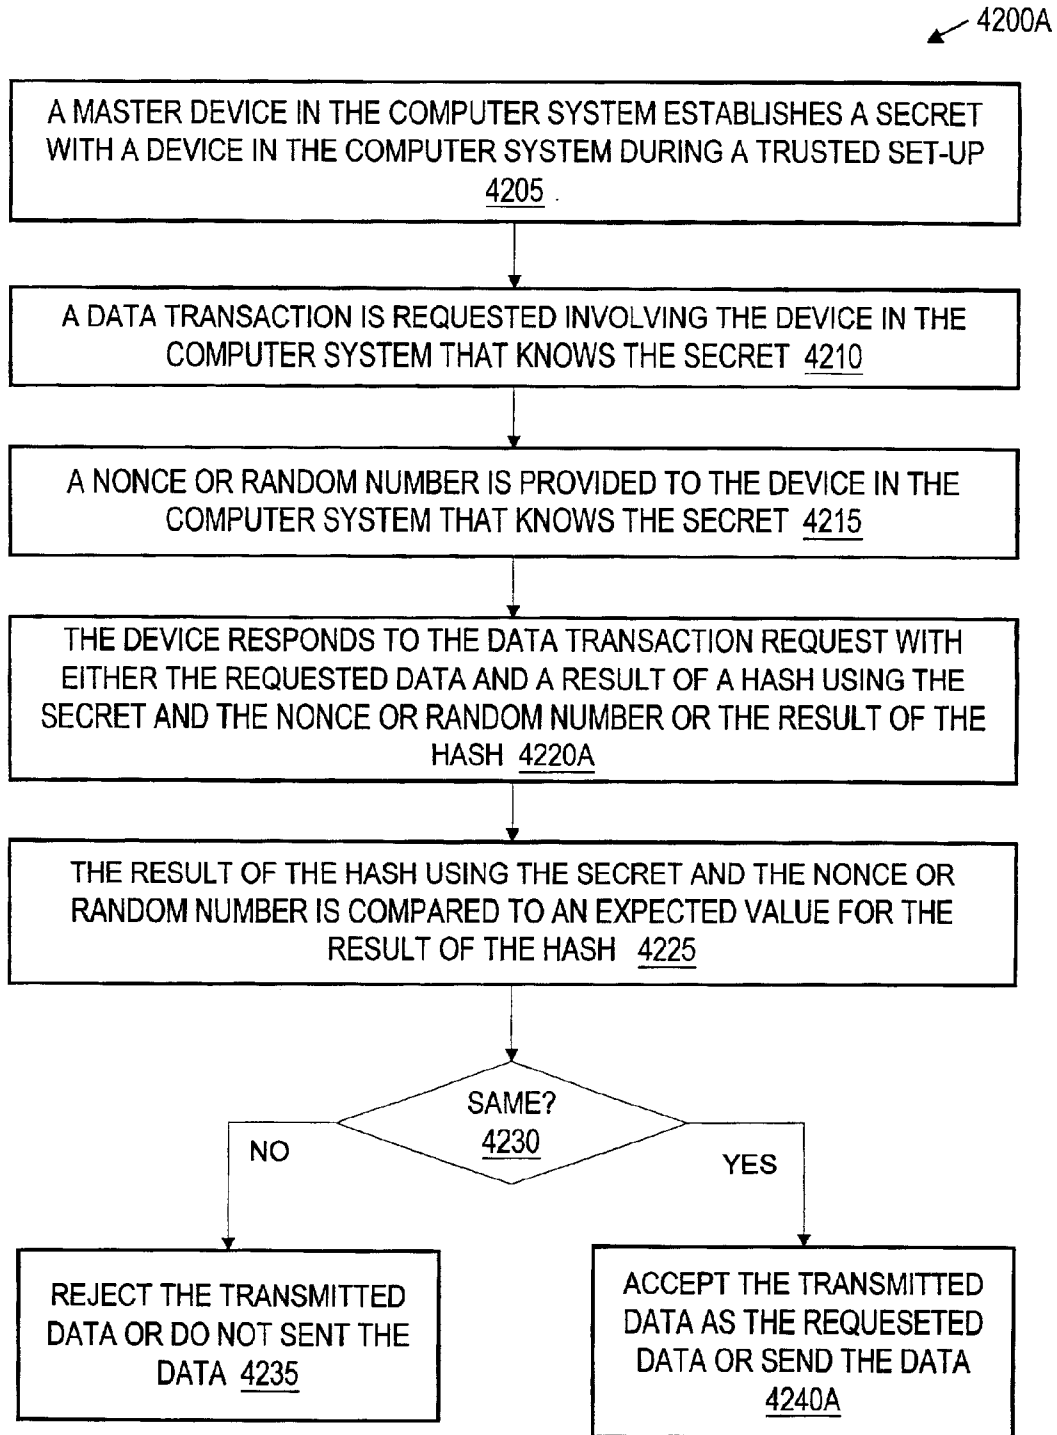 4200A
A MASTER DEVICE IN THE COMPUTER SYSTEM ESTABLISHES A SECRET
WITH A DEVICE IN THE COMPUTER SYSTEM DURING A TRUSTED SET-UP
4205
A DATA TRANSACTION IS REQUESTED INVOLVING THE DEVICE IN THE
COMPUTER SYSTEM THAT KNOWS THE SECRET 4210
A NONCE OR RANDOM NUMBER IS PROVIDED TO THE DEVICE IN THE
COMPUTER SYSTEM THAT KNOWS THE SECRET 4215
THE DEVICE RESPONDS TO THE DATA TRANSACTION REQUEST WITH
EITHER THE REQUESTED DATA AND A RESULT OF A HASH USING THE
SECRET AND THE NONCE OR RANDOM NUMBER OR THE RESULT OF THE
HASH 4220A
THE RESULT OF THE HASH USING THE SECRET AND THE NONCE OR
RANDOM NUMBER IS COMPARED TO AN EXPECTED VALUE FOR THE
RESULT OF THE HASH 4225
SAME?
4230
NO
YES
REJECT THE TRANSMITTED
DATA OR DO NOT SENT THE
DATA 4235
ACCEPT THE TRANSMITTED
DATA AS THE REQUESETED
DATA OR SEND THE DATA
4240A